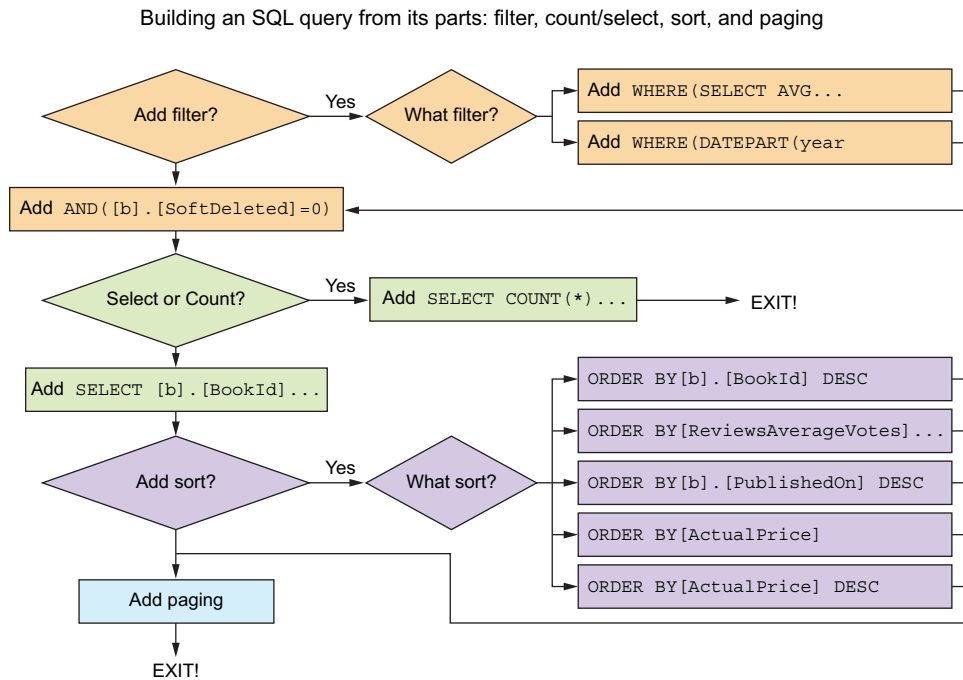 Building an SQL query from its parts: filter, count/select, sort, and paging
Add filter?
Yes
What filter?
Add WHERE(SELECT AVG...
Add WHERE(DATEPART(year
Add AND([b].[SoftDeleted]=0)
Select or Count?
Yes
Add SELECT COUNT(*)...
EXIT!
Add SELECT [b].[BookId]...
Add sort?
Yes
What sort?
ORDER BY[b].[BookId] DESC
ORDER BY[ReviewsAverageVotes]...
ORDER BY[b].[PublishedOn] DESC
ORDER BY[ActualPrice]
ORDER BY[ActualPrice] DESC
Add paging
EXIT!